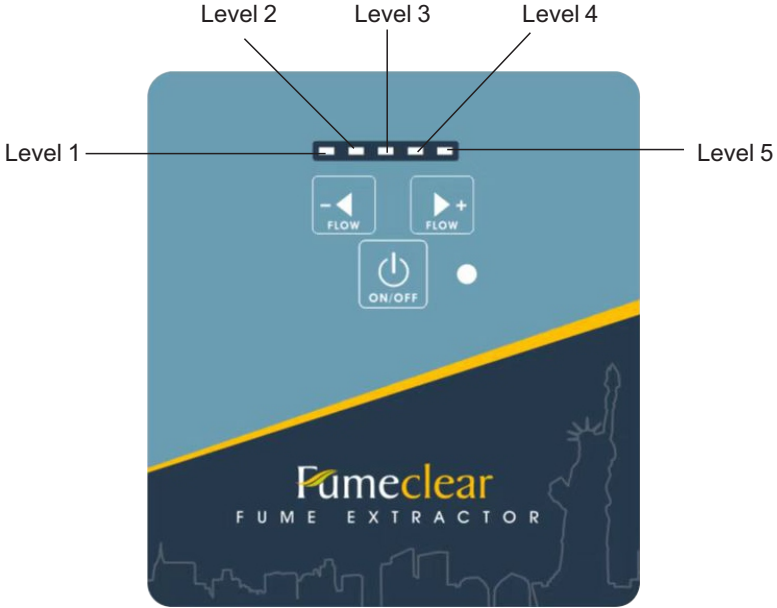 Level 2 Level 3 Level 4
Level 1 Level 5
- +
FLOW FLOW
ON/OFF
Fumeclear
FUME EXTRACTOR